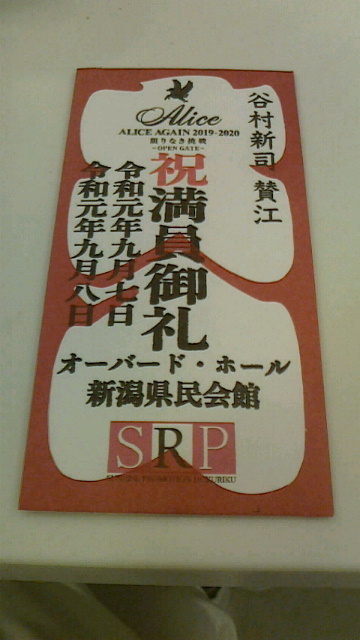 谷村新司 賛江
Alice
ALICE AGAIN 2019-2020
限りなき挑戦
-OPEN GATE-
祝満員御礼
令和元年九月七日
令和元年九月八日
オーバード・ホール
新潟県民会館
SRP